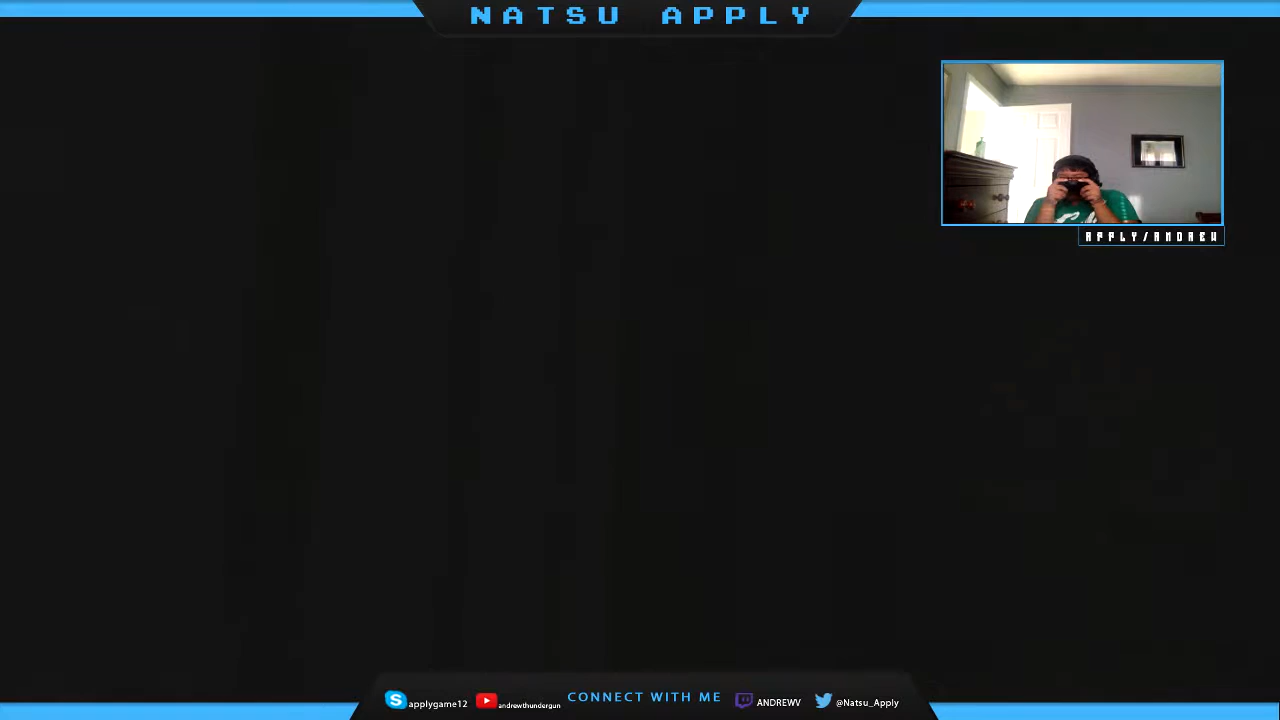 NATSU APPLY
APPLY/ANDREW
applygame12 andrewthundergun CONNECT WITH ME ANDREWV @Natsu_Apply